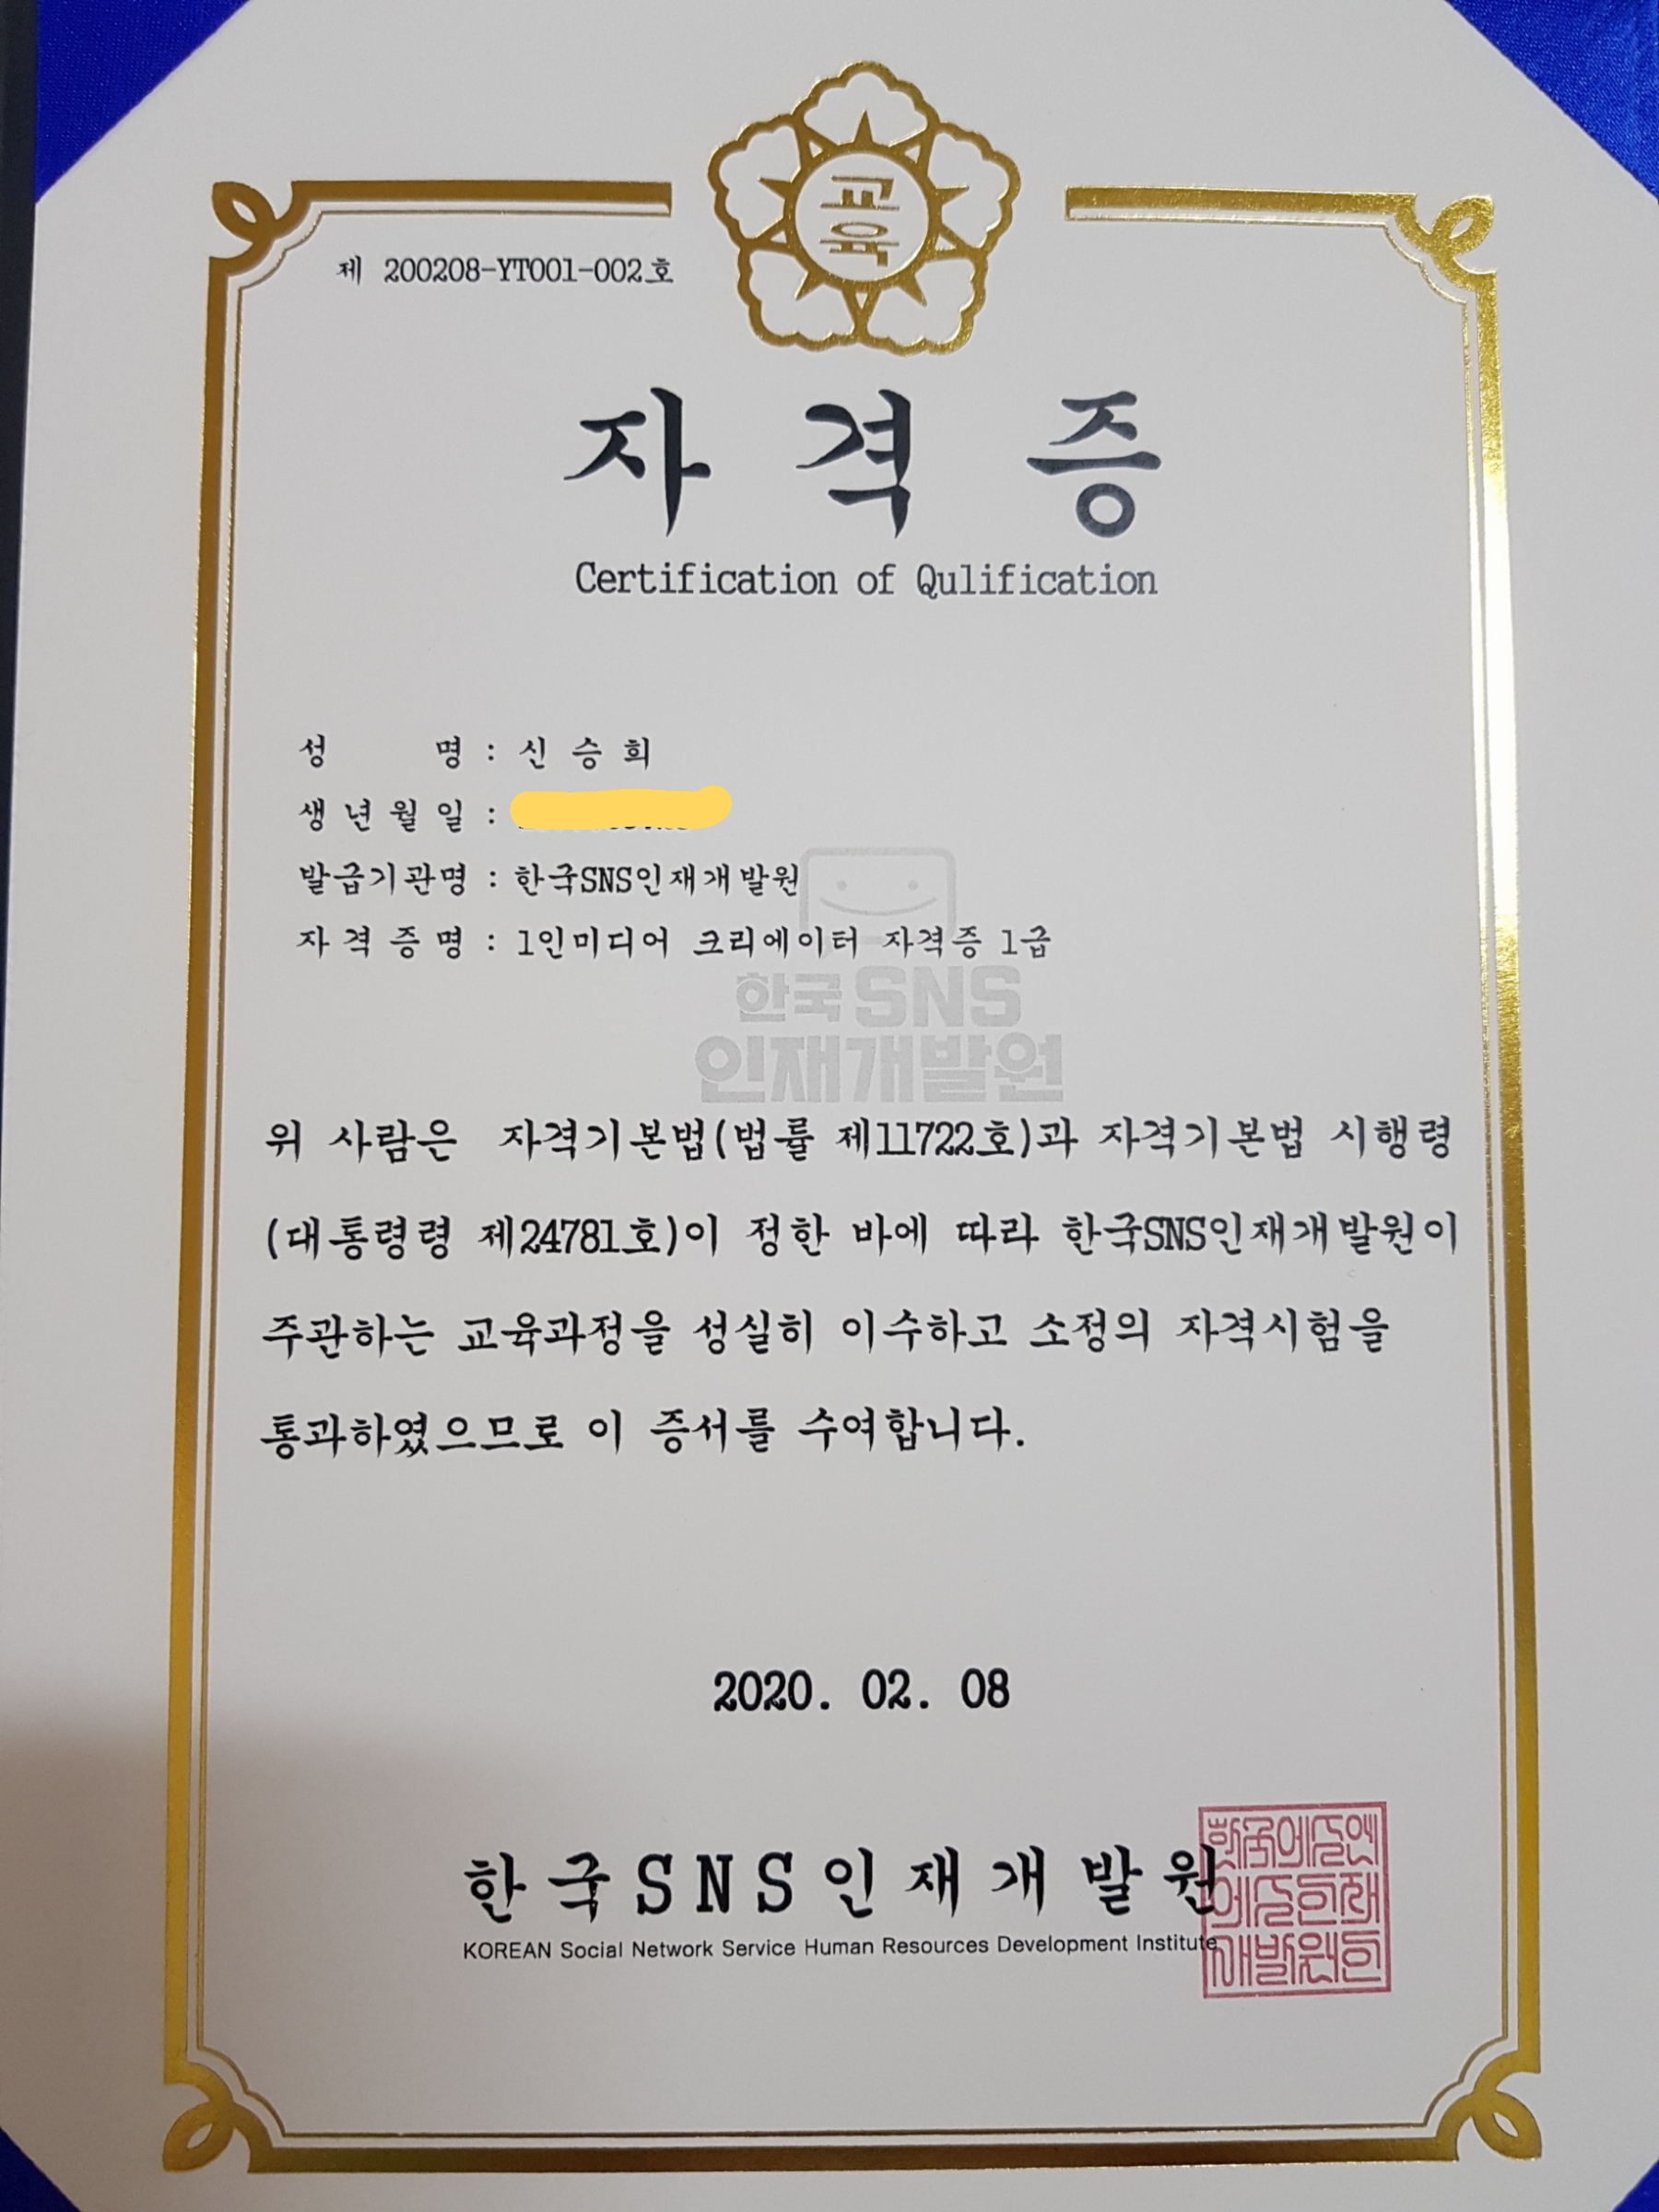 교육
제 200208-YT001-002호
자격증
Certification of Qulification
성 명 : 신승희
생년월일 :
발급기관명 : 한국SNS인재개발원
자격증명 : 1인미디어 크리에이터 자격증 1급
한국SNS
인재개발원
위 사람은 자격기본법(법률 제11722호)과 자격기본법 시행령
(대통령령 제24781호)이 정한 바에 따라 한국SNS인재개발원이
주관하는 교육과정을 성실히 이수하고 소정의 자격시험을
통과하였으므로 이 증서를 수여합니다.
2020. 02. 08
한국SNS인재개발원
KOREAN Social Network Service Human Resources Development Institute